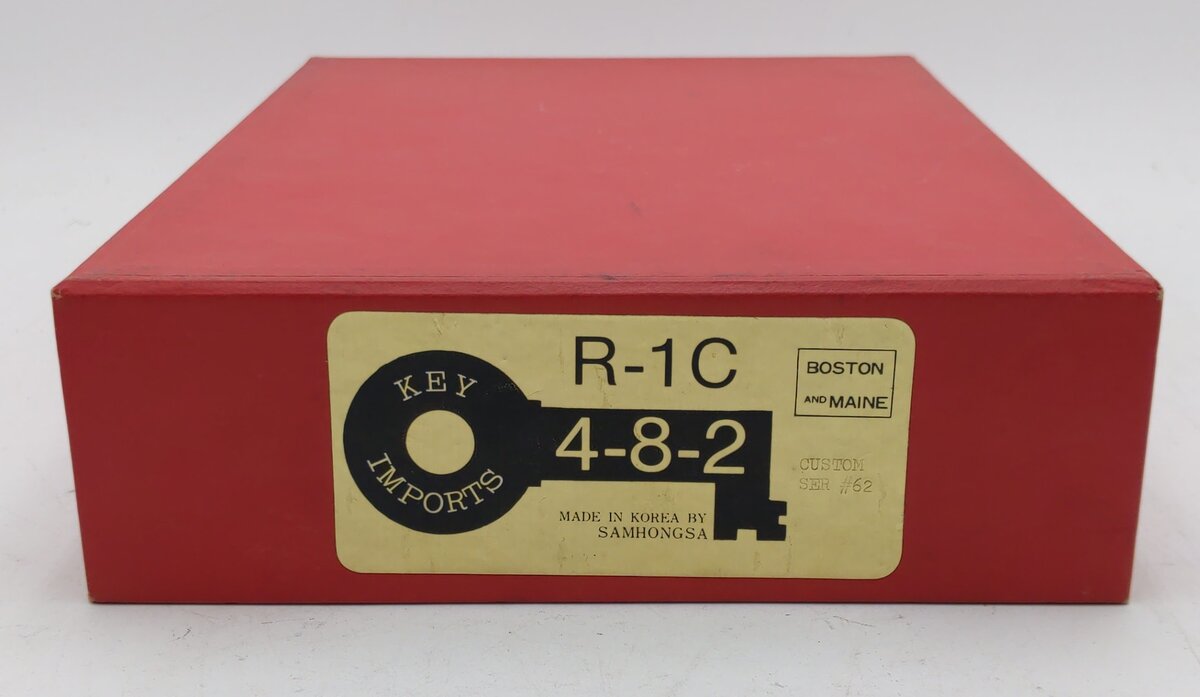 KEY
IMPORTS
R-1C
4-8-2
MADE IN KOREA BY
SAMHONGSA
BOSTON
AND MAINE
CUSTOM
SER #62